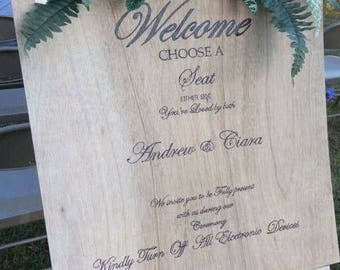 Welcome
CHOOSE A
Seat
EITHER SIDE
You're loved by both
Andrew & Ciara
We invite you to be Fully present
with us during our
Ceremony
Kindly Turn Off All Electronic Devices